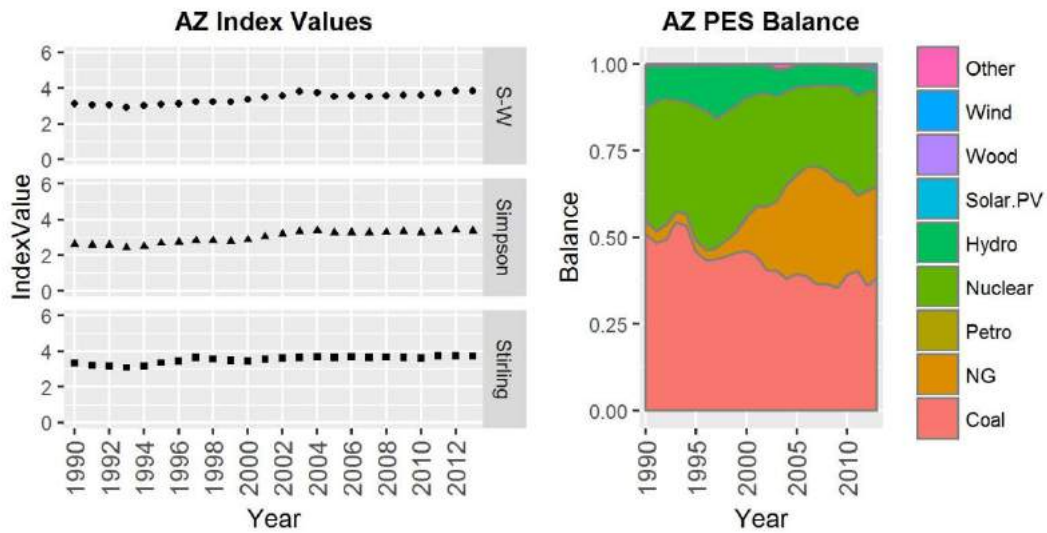 AZ Index Values
IndexValue
6
4
2
0
S-W
6
4
2
0
Simpson
6
4
2
0
Stirling
1990
1992
1994
1996
1998
2000
2002
2004
2006
2008
2010
2012
Year
AZ PES Balance
Balance
1.00
0.75
0.50
0.25
0.00
1990
1995
2000
2005
2010
Year
Other
Wind
Wood
Solar.PV
Hydro
Nuclear
Petro
NG
Coal